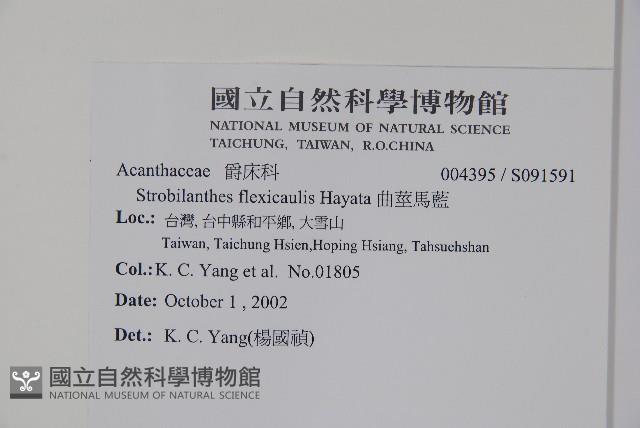 國立自然科學博物館
NATIONAL MUSEUM OF NATURAL SCIENCE
TAICHUNG, TAIWAN, R.O.CHINA
Acanthaceae 爵床科 004395 / S091591
Strobilanthes flexicaulis Hayata 曲莖馬藍
Loc.: 台灣, 台中縣和平鄉, 大雪山
Taiwan, Taichung Hsien,Hoping Hsiang, Tahsuehshan
Col.: K. C. Yang et al. No.01805
Date: October 1 , 2002
Det.: K. C. Yang(楊國禎)
國立自然科學博物館
NATIONAL MUSEUM OF NATURAL SCIENCE